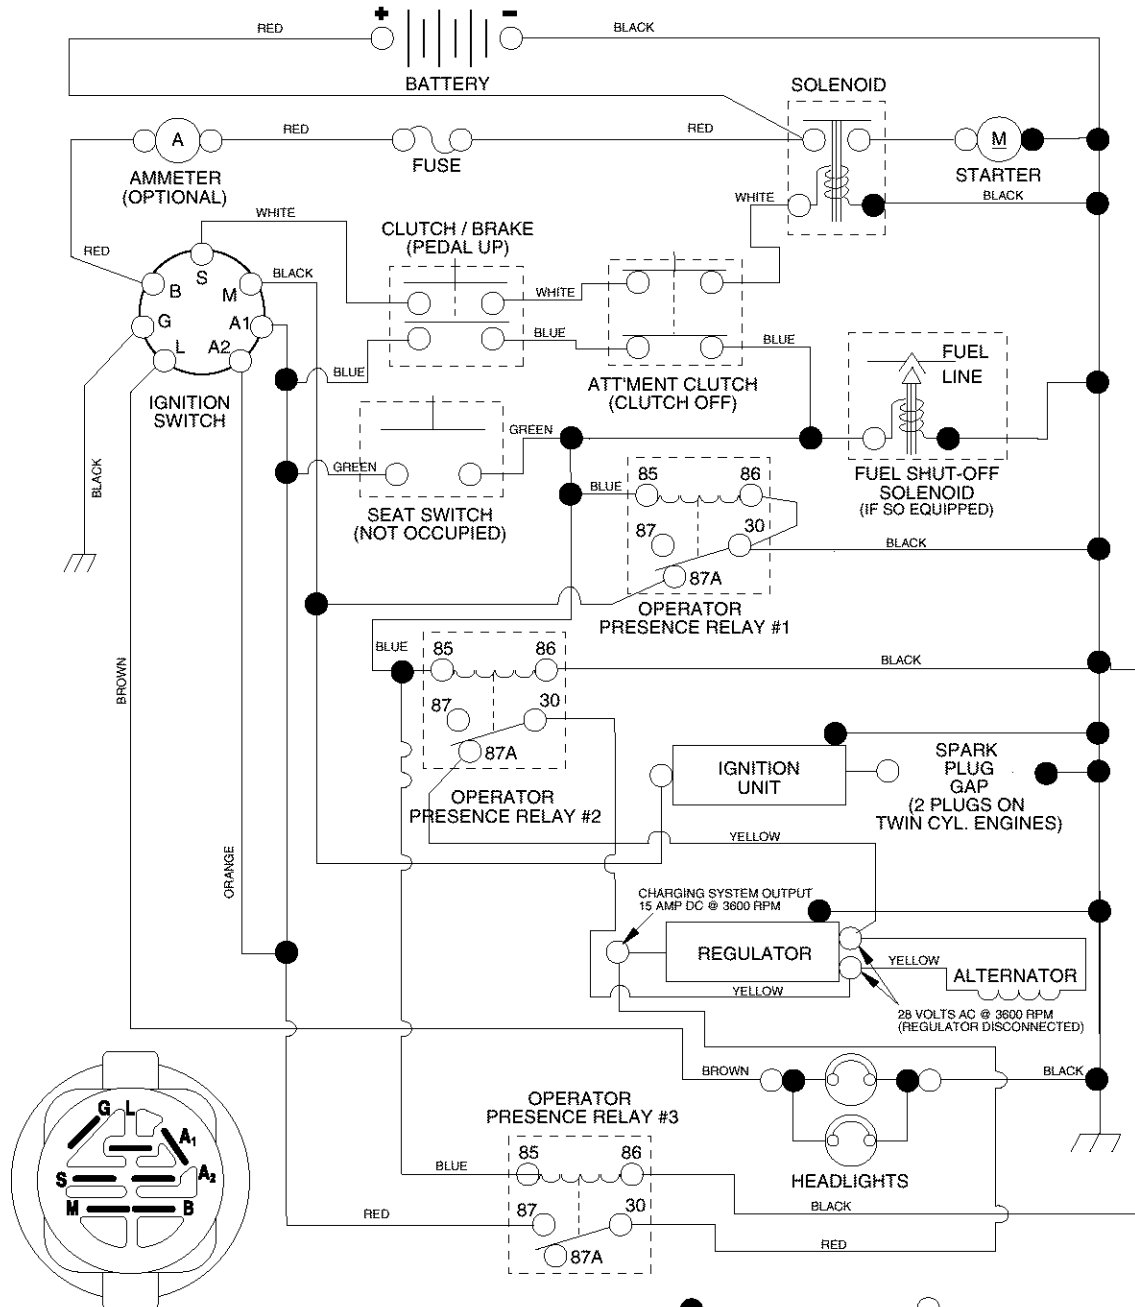 +
-
RED
BLACK
BATTERY
SOLENOID
A
RED
FUSE
RED
M
STARTER
AMMETER
(OPTIONAL)
WHITE
BLACK
WHITE
CLUTCH / BRAKE
(PEDAL UP)
RED
S
BLACK
B
M
G
A1
L
A2
IGNITION
SWITCH
WHITE
BLUE
BLUE
BLUE
ATT'MENT CLUTCH
(CLUTCH OFF)
FUEL
LINE
FUEL SHUT-OFF
SOLENOID
(IF SO EQUIPPED)
GREEN
GREEN
SEAT SWITCH
(NOT OCCUPIED)
BLACK
BLUE
85
86
87
30
87A
BLACK
OPERATOR
PRESENCE RELAY #1
BLUE
85
86
87
30
87A
BLACK
OPERATOR
PRESENCE RELAY #2
BROWN
ORANGE
IGNITION
UNIT
SPARK
PLUG
GAP
(2 PLUGS ON
TWIN CYL. ENGINES)
YELLOW
CHARGING SYSTEM OUTPUT
15 AMP DC @ 3600 RPM
REGULATOR
YELLOW
ALTERNATOR
YELLOW
28 VOLTS AC @ 3600 RPM
(REGULATOR DISCONNECTED)
BROWN
BLACK
HEADLIGHTS
OPERATOR
PRESENCE RELAY #3
BLUE
85
86
87
30
87A
RED
BLACK
RED
G
L
A1
S
A2
M
B